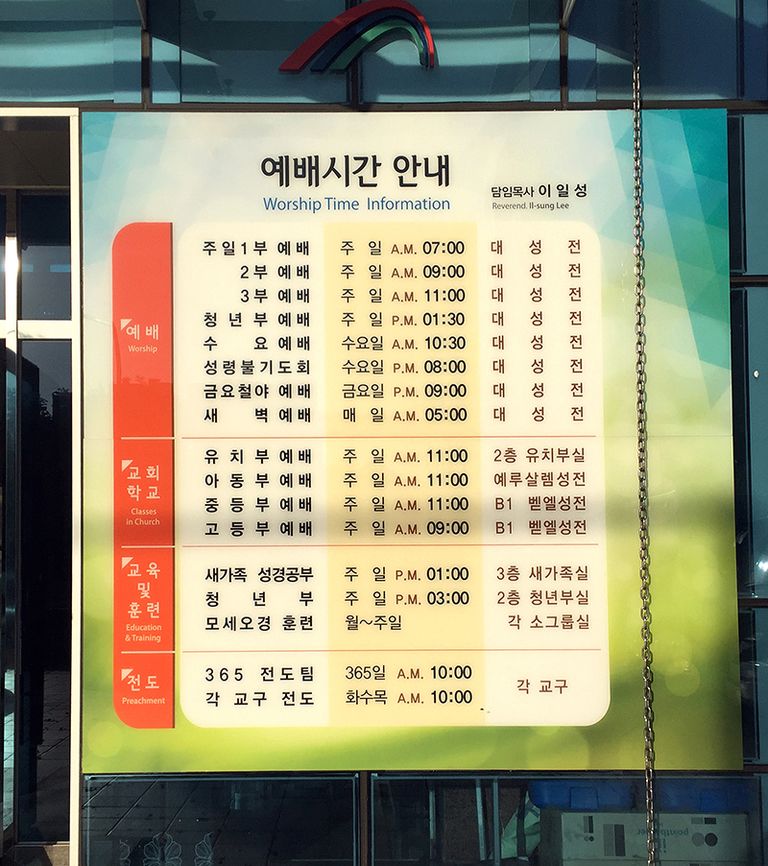 예배시간 안내
Worship Time Information
담임목사 이일성
Reverend. Il-sung Lee
예배
Worship
주일1부 예배 주 일 A.M. 07:00 대 성 전
2부 예배 주 일 A.M. 09:00 대 성 전
3부 예배 주 일 A.M. 11:00 대 성 전
청년부예배 주 일 P.M. 01:30 대 성 전
수 요예배 수요일 A.M. 10:30 대 성 전
성령불기도회 수요일 P.M. 08:00 대 성 전
금요철야 예배 금요일 P.M. 09:00 대 성 전
새 벽예배 매 일 A.M. 05:00 대 성 전
교회
학교
Classes
in Church
유치부예배 주 일 A.M. 11:00 2층 유치부실
아동부예배 주 일 A.M. 11:00 예루살렘성전
중등부예배 주 일 A.M. 11:00 B1 벧엘성전
고등부예배 주 일 A.M. 09:00 B1 벧엘성전
교육
및
훈련
Education
& Training
새가족 성경공부 주 일 P.M. 01:00 3층 새가족실
청 년 부 주 일 P.M. 03:00 2층 청년부실
모세오경 훈련 월~주일 각 소그룹실
전도
Preachment
365 전도팀 365일 A.M. 10:00
각 교구 전도 화수목 A.M. 10:00
각 교구